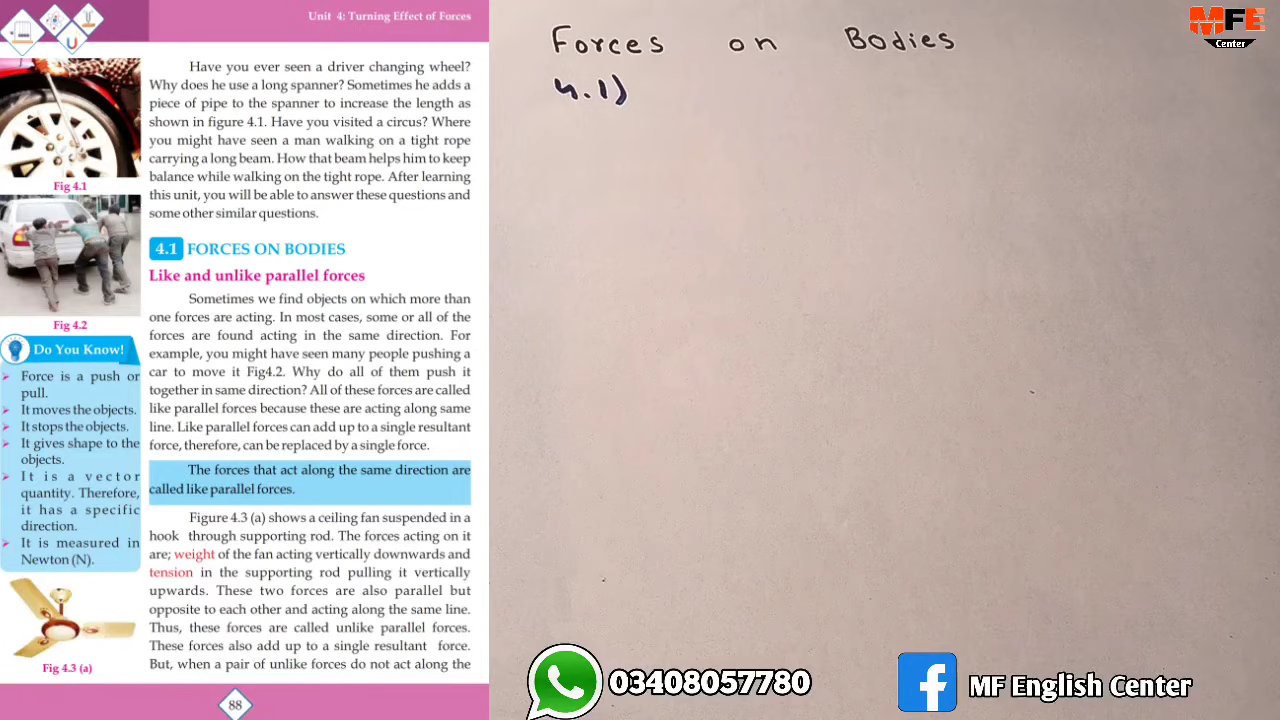 Unit 4: Turning Effect of Forces
Have you ever seen a driver changing wheel?
Why does he use a long spanner? Sometimes he adds a
piece of pipe to the spanner to increase the length as
shown in figure 4.1. Have you visited a circus? Where
you might have seen a man walking on a tight rope
carrying a long beam. How that beam helps him to keep
balance while walking on the tight rope. After learning
this unit, you will be able to answer these questions and
some other similar questions.
Fig 4.1
Fig 4.2
4.1 FORCES ON BODIES
Like and unlike parallel forces
Sometimes we find objects on which more than
one forces are acting. In most cases, some or all of the
forces are found acting in the same direction. For
example, you might have seen many people pushing a
car to move it Fig4.2. Why do all of them push it
together in same direction? All of these forces are called
like parallel forces because these are acting along same
line. Like parallel forces can add up to a single resultant
force, therefore, can be replaced by a single force.
The forces that act along the same direction are
called like parallel forces.
Figure 4.3 (a) shows a ceiling fan suspended in a
hook through supporting rod. The forces acting on it
are; weight of the fan acting vertically downwards and
tension in the supporting rod pulling it vertically
upwards. These two forces are also parallel but
opposite to each other and acting along the same line.
Thus, these forces are called unlike parallel forces.
These forces also add up to a single resultant force.
But, when a pair of unlike forces do not act along the
Do You Know!
Force is a push or
pull.
It moves the objects.
It stops the objects.
It gives shape to the
objects.
It is a vector
quantity. Therefore,
it has a specific
direction.
It is measured in
Newton (N).
Fig 4.3 (a)
88
Forces on Bodies
4.1)
MFE
Center
03408057780
MF English Center